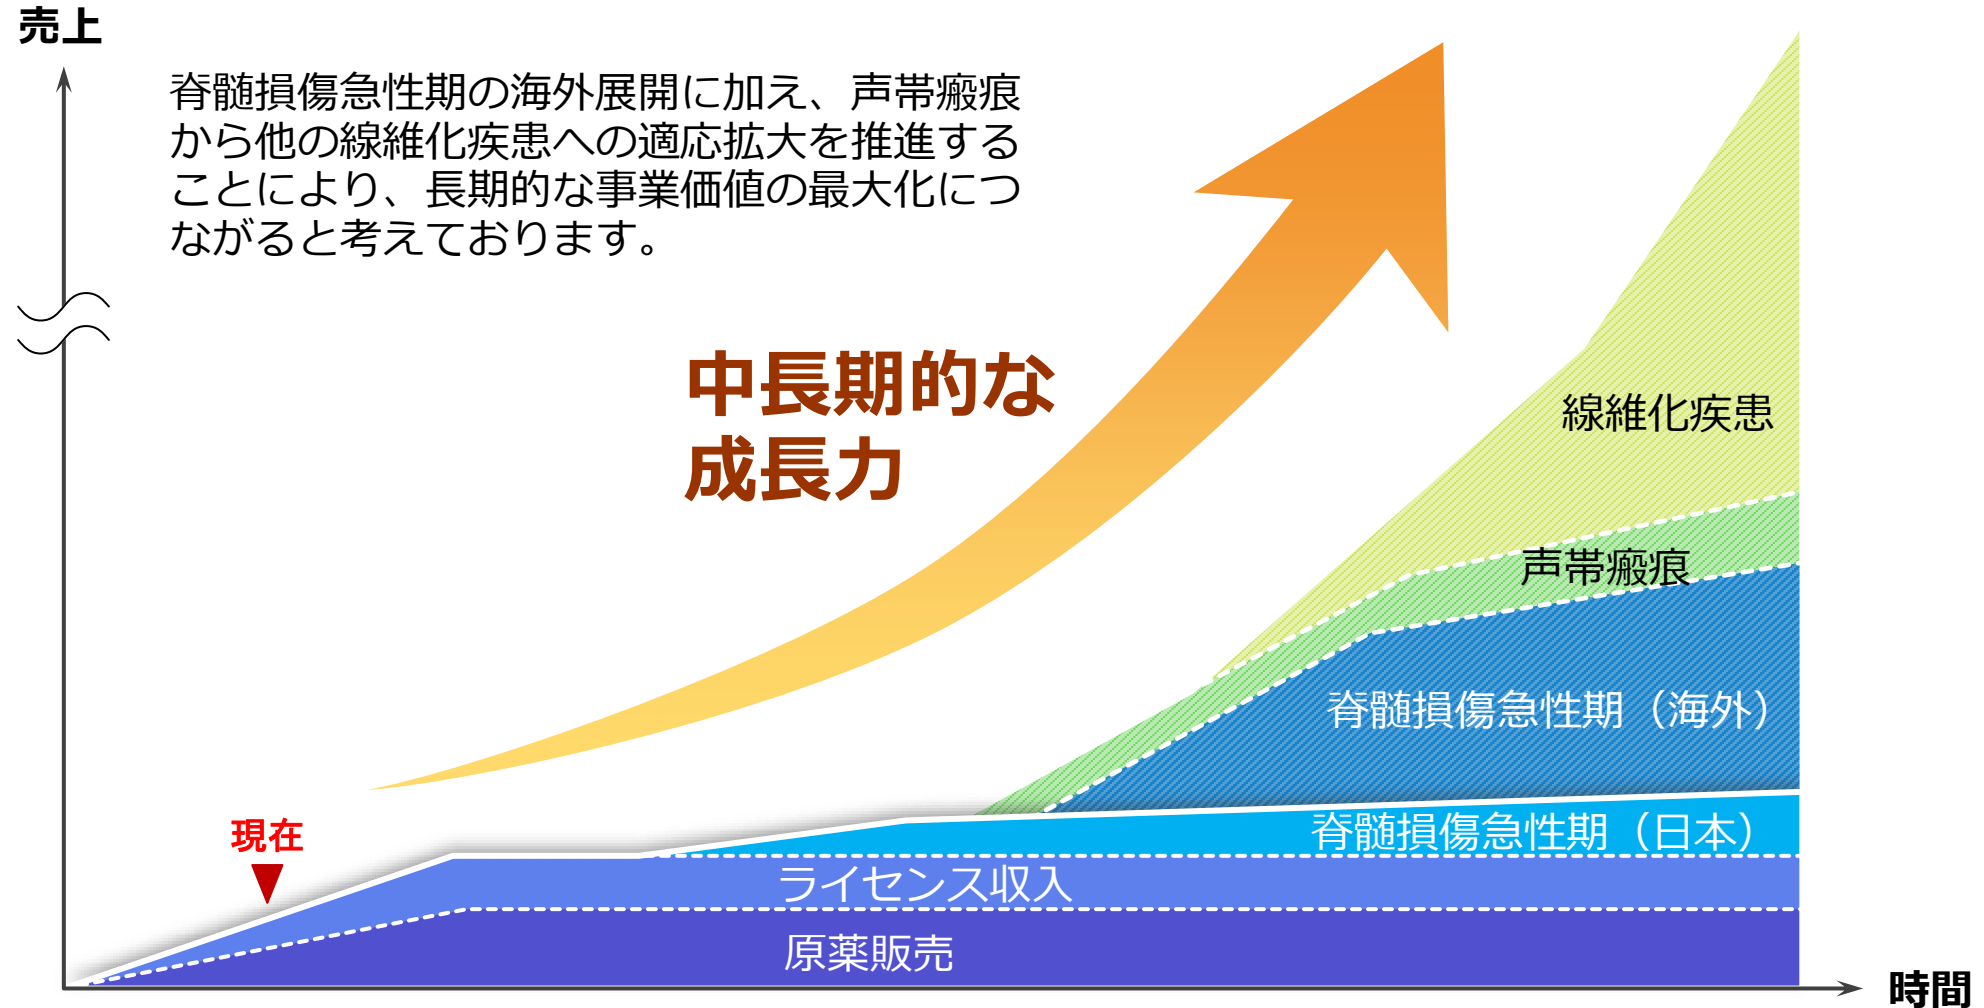 売上
脊髄損傷急性期の海外展開に加え、声帯瘢痕
から他の線維化疾患への適応拡大を推進する
ことにより、長期的な事業価値の最大化につ
ながると考えております。
中長期的な
成長力
線維化疾患
声帯瘢痕
脊髄損傷急性期（海外）
現在
脊髄損傷急性期（日本）
ライセンス収入
原薬販売
時間